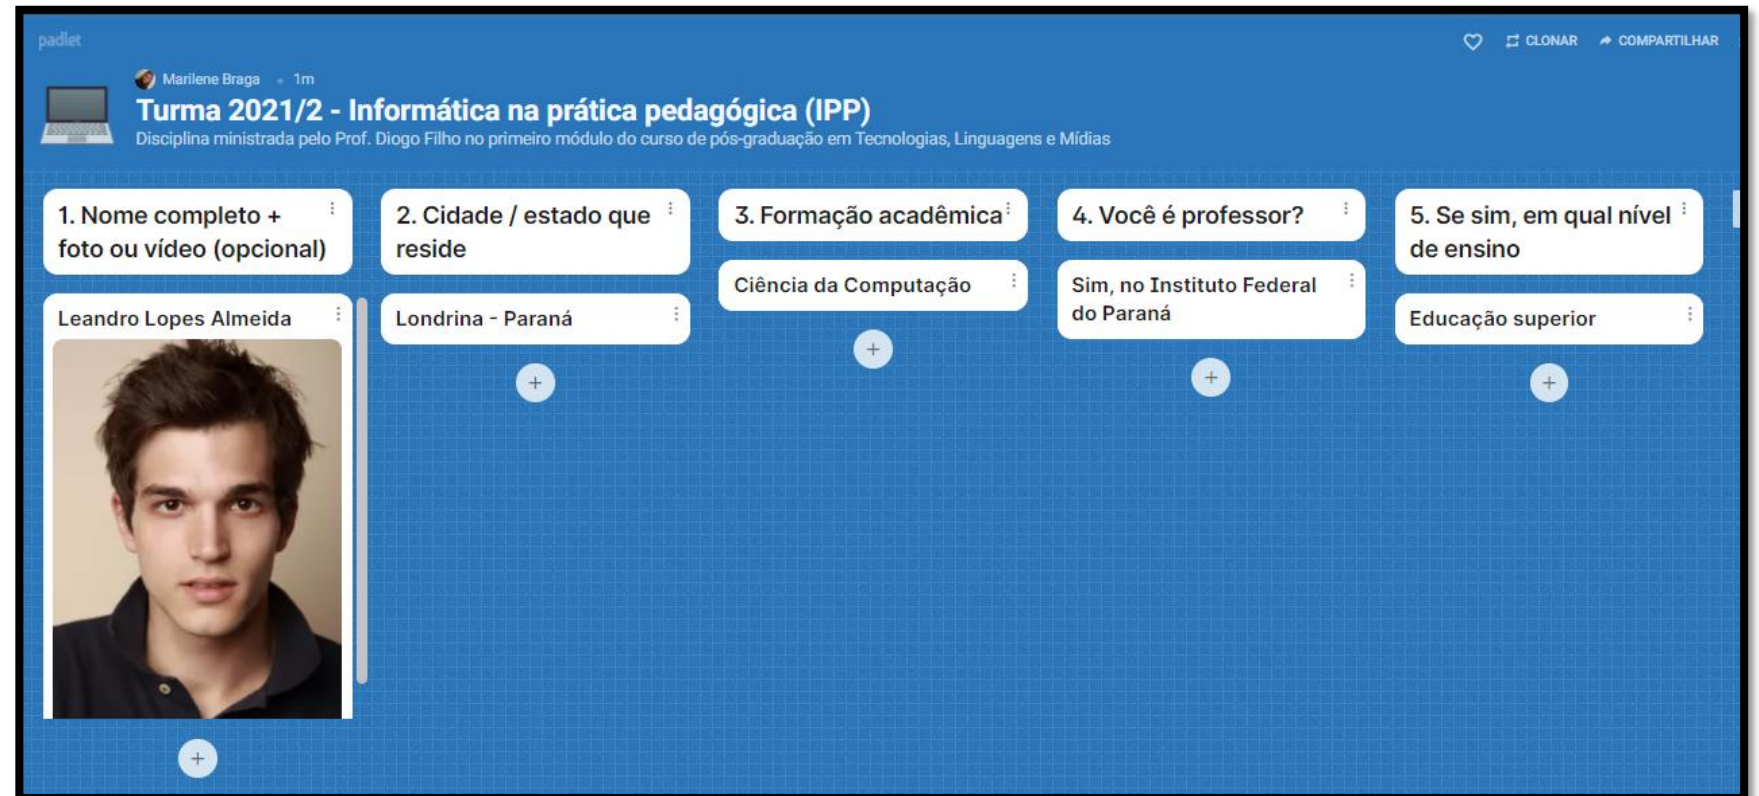 padlet
CLONAR
COMPARTILHAR
Marilene Braga
1m
Turma 2021/2 - Informática na prática pedagógica (IPP)
Disciplina ministrada pelo Prof. Diogo Filho no primeiro módulo do curso de pós-graduação em Tecnologias, Linguagens e Mídias
1. Nome completo +
foto ou vídeo (opcional)
Leandro Lopes Almeida
2. Cidade / estado que
reside
Londrina - Paraná
3. Formação acadêmica
Ciência da Computação
4. Você é professor?
Sim, no Instituto Federal
do Paraná
5. Se sim, em qual nível
de ensino
Educação superior